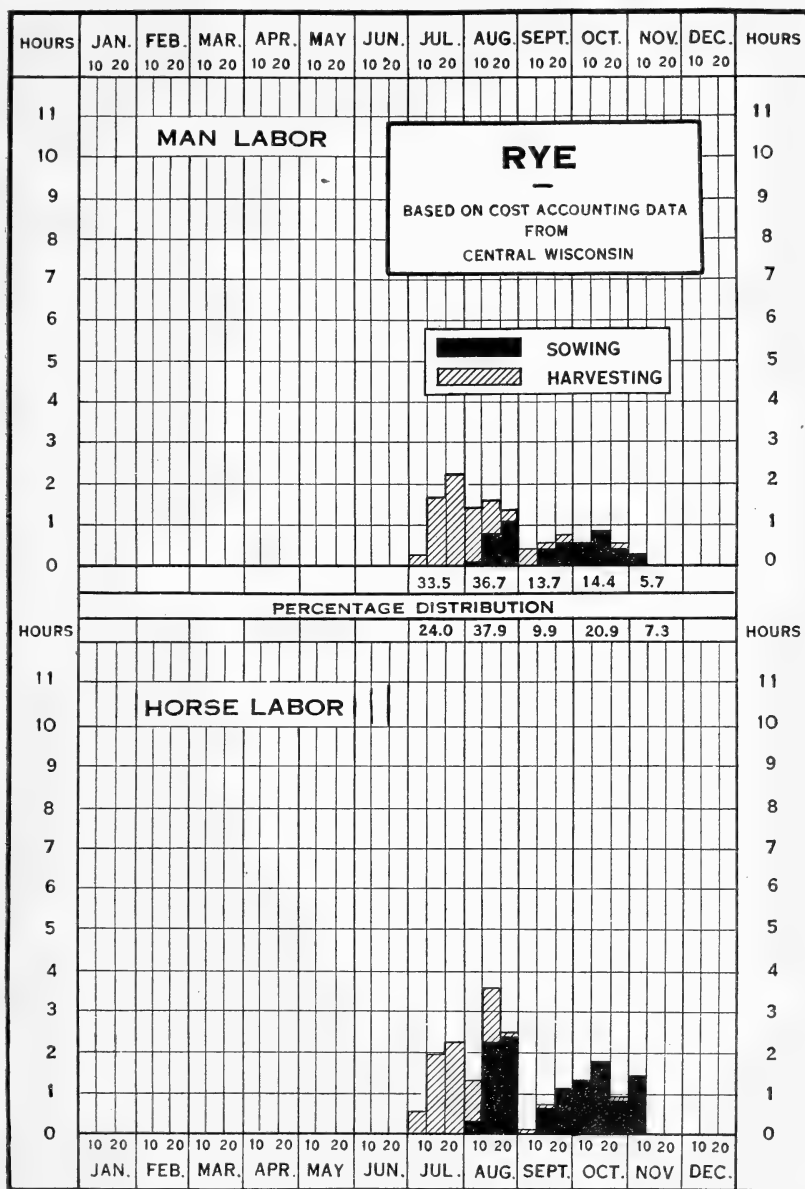 HOURS JAN. FEB. MAR. APR. MAY JUN. JUL. AUG. SEPT. OCT. NOV. DEC. HOURS
10 20 10 20 10 20 10 20 10 20 10 20 10 20 10 20 10 20 10 20 10 20 10 20
11 11
MAN LABOR
10 10
RYE
BASED ON COST ACCOUNTING DATA
FROM
CENTRAL WISCONSIN
9 9
8 8
7 7
6 6
SOWING
5 5
HARVESTING
4 4
3 3
2 2
1 1
0 0
33.5 36.7 13.7 14.4 5.7
PERCENTAGE DISTRIBUTION
HOURS 24.0 37.9 9.9 20.9 7.3 HOURS
11 11
HORSE LABOR
10 10
9 9
8 8
7 7
6 6
5 5
4 4
3 3
2 2
1 1
0 0
10 20 10 20 10 20 10 20 10 20 10 20 10 20 10 20 10 20 10 20 10 20 10 20
JAN. FEB. MAR. APR. MAY JUN. JUL. AUG. SEPT. OCT. NOV DEC.